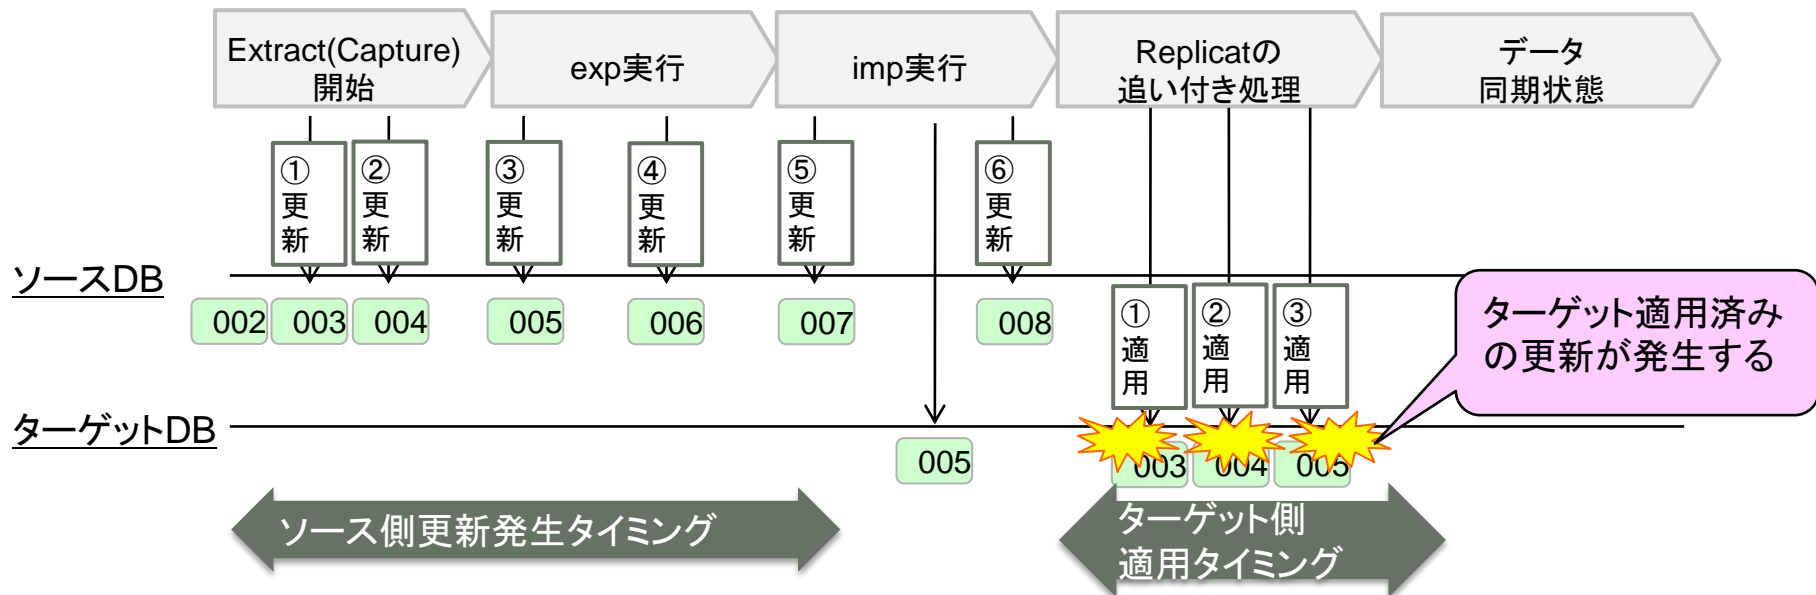 Extract(Capture)
開始
exp実行
imp実行
Replicatの
追い付き処理
データ
同期状態
①
更
新
②
更
新
③
更
新
④
更
新
⑤
更
新
⑥
更
新
ソースDB
002
003
004
005
006
007
008
①
適
用
②
適
用
③
適
用
ターゲット適用済み
の更新が発生する
ターゲットDB
005
003
004
005
ソース側更新発生タイミング
ターゲット側
適用タイミング